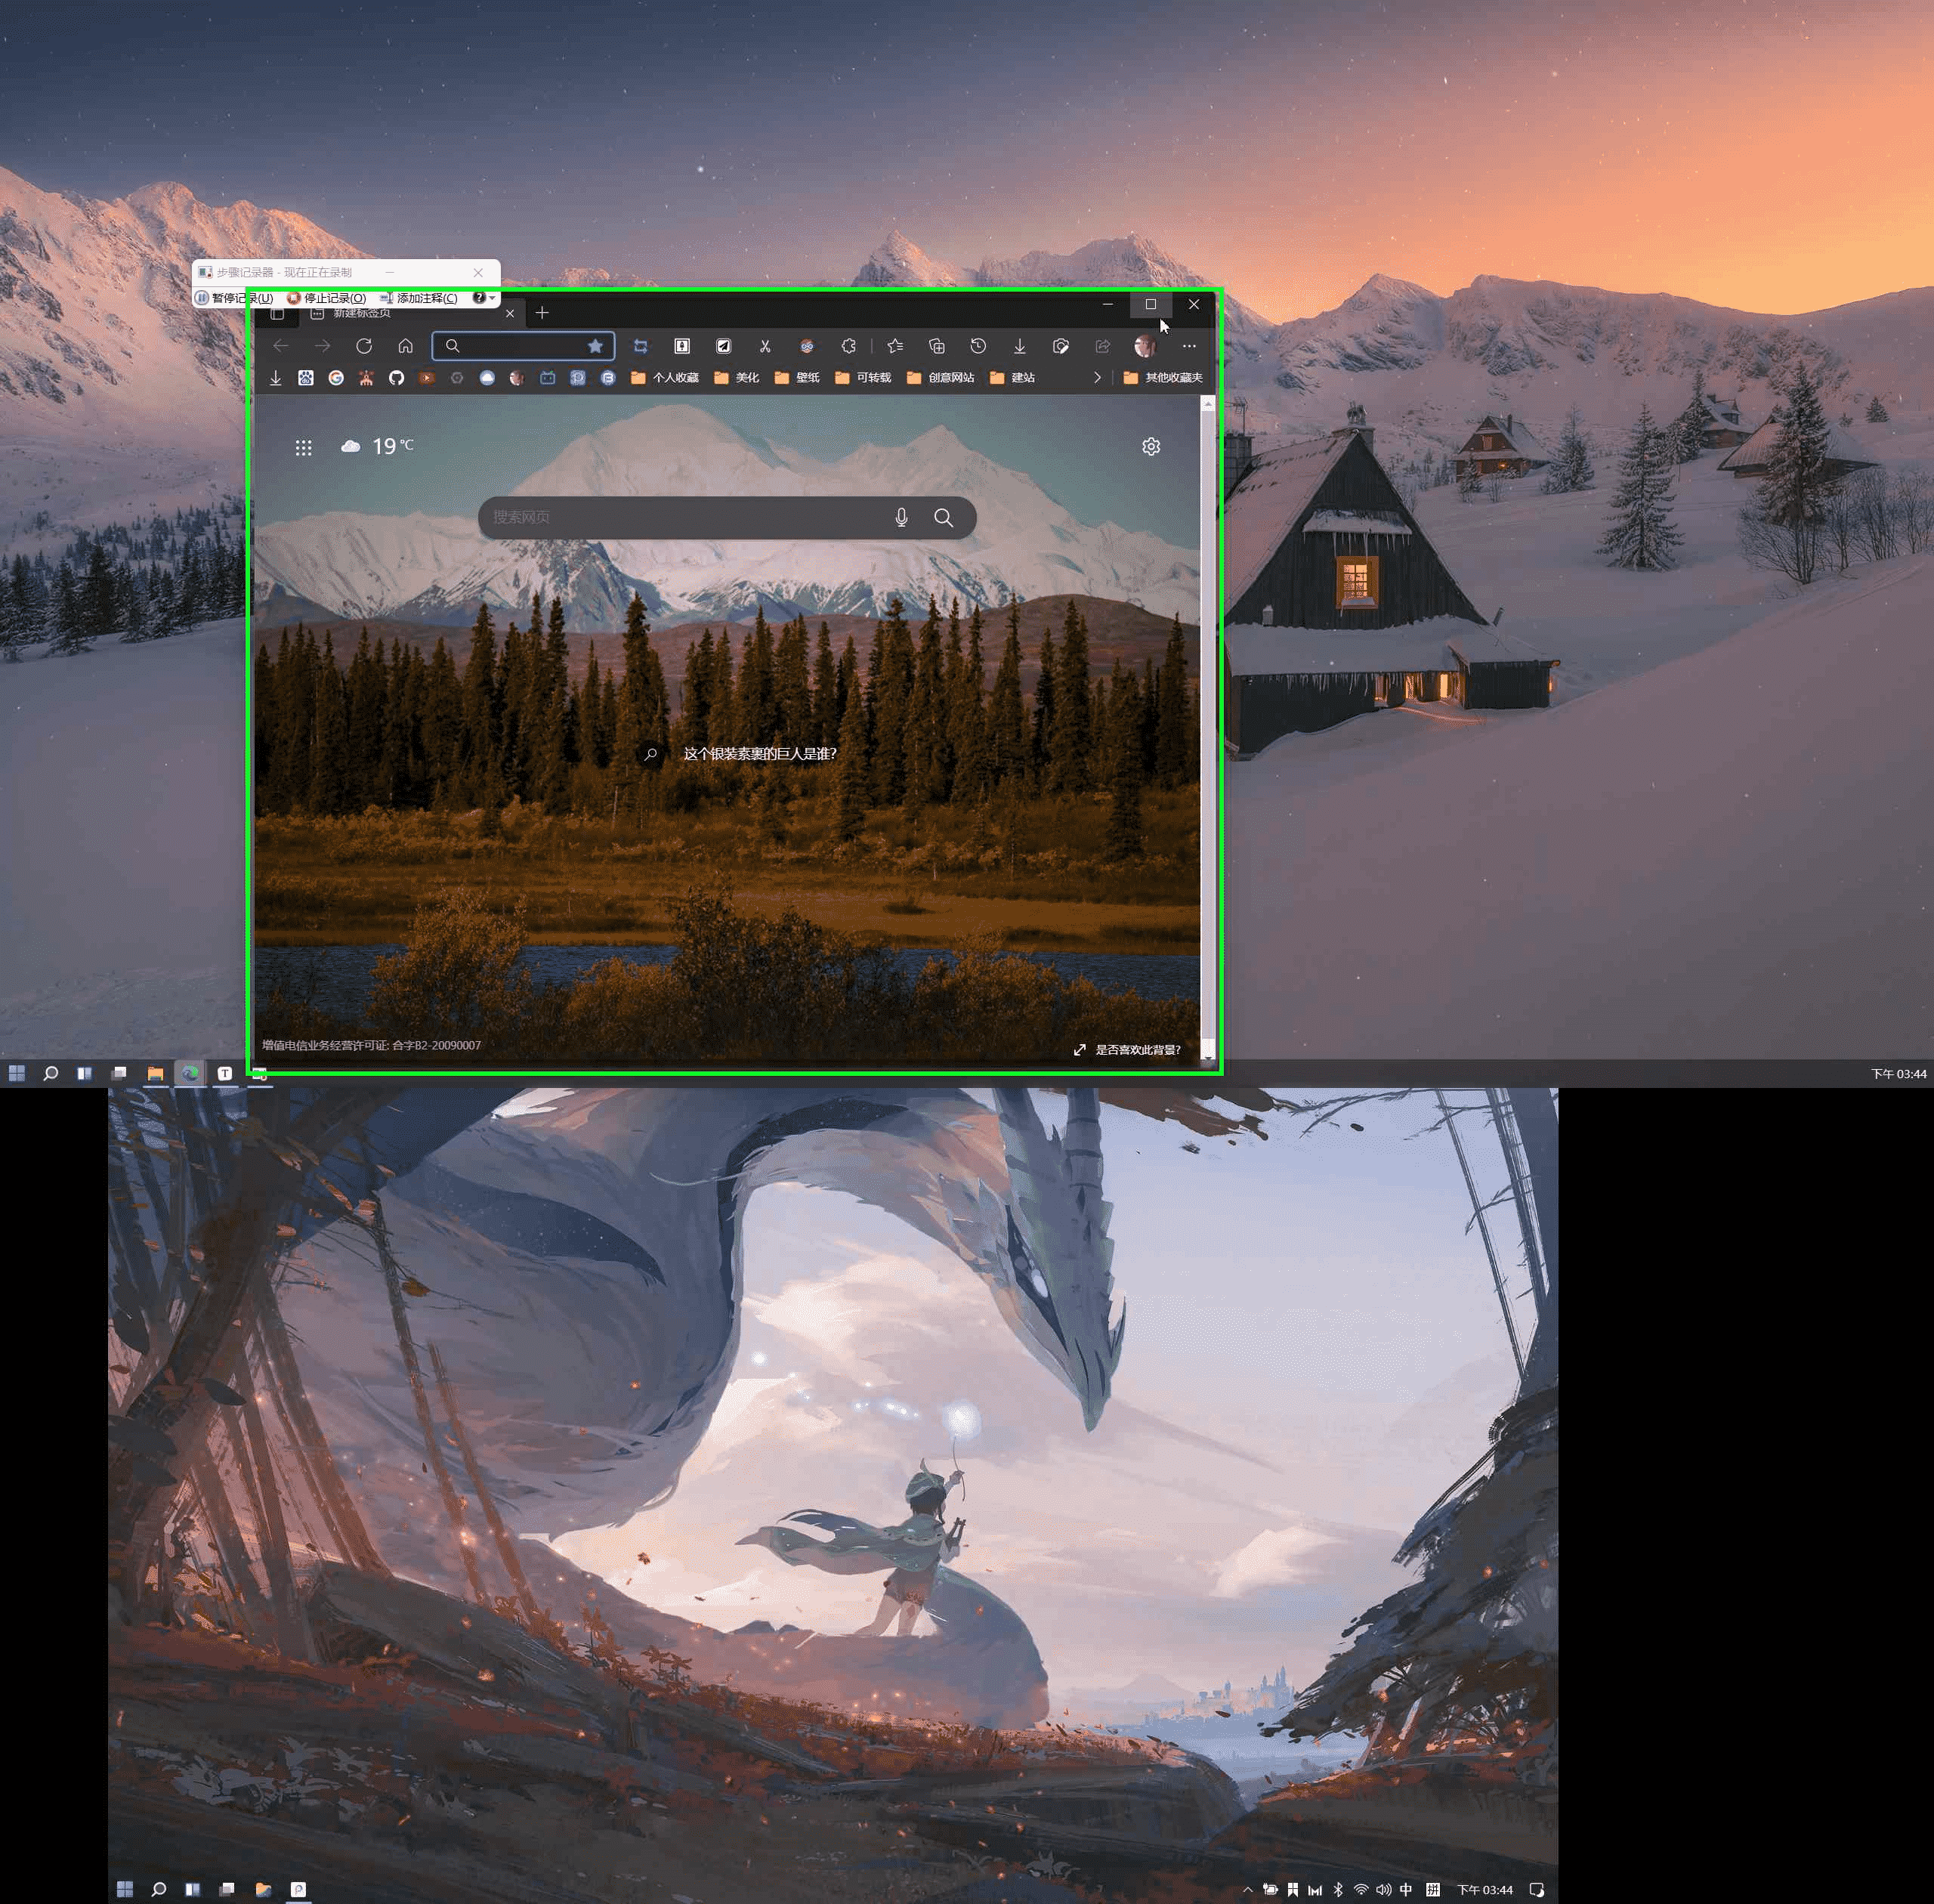 步骤记录器 - 现在正在录制
暂停记录(U) 停止记录(O) 添加注释(C)
新建标签页
个人收藏 美化 壁纸 可转载 创意网站 建站 其他收藏夹
19 °C
搜索网页
这个银装素裹的巨人是谁?
增值电信业务经营许可证: 合字B2-20090007
是否喜欢此背景?
下午 03:44
中 拼 下午 03:44